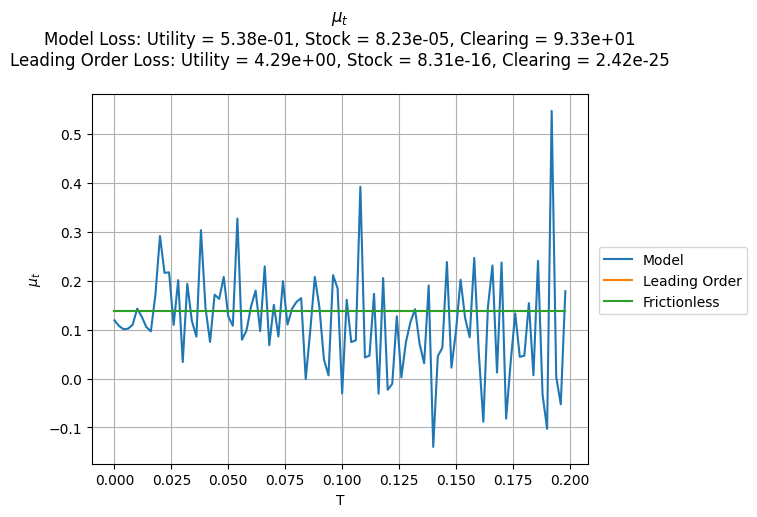 μₜ
Model Loss: Utility = 5.38e-01, Stock = 8.23e-05, Clearing = 9.33e+01
Leading Order Loss: Utility = 4.29e+00, Stock = 8.31e-16, Clearing = 2.42e-25
μₜ
0.5
0.4
0.3
0.2
0.1
0.0
−0.1
0.000 0.025 0.050 0.075 0.100 0.125 0.150 0.175 0.200
T
Model
Leading Order
Frictionless